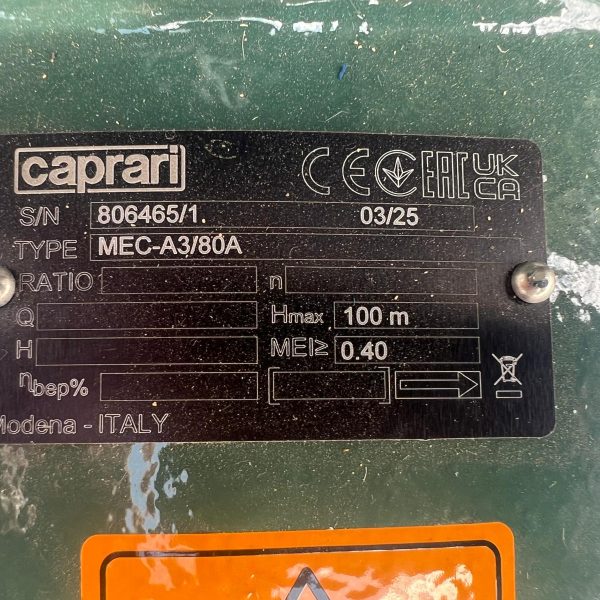 caprari CE EAC UK CA
S/N 806465/1. 03/25
TYPE MEC-A3/80A
RATIO n
Q Hmax 100 m
H MEI≥ 0.40
ηbep%
Modena - ITALY